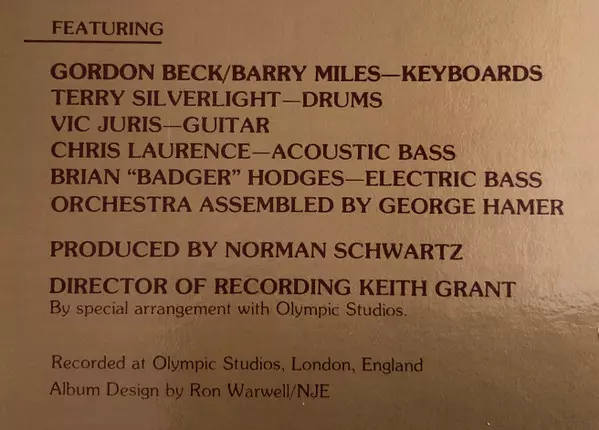 FEATURING
GORDON BECK/BARRY MILES—KEYBOARDS
TERRY SILVERLIGHT—DRUMS
VIC JURIS—GUITAR
CHRIS LAURENCE—ACOUSTIC BASS
BRIAN “BADGER” HODGES—ELECTRIC BASS
ORCHESTRA ASSEMBLED BY GEORGE HAMER
PRODUCED BY NORMAN SCHWARTZ
DIRECTOR OF RECORDING KEITH GRANT
By special arrangement with Olympic Studios.
Recorded at Olympic Studios, London, England
Album Design by Ron Warwell/NJE